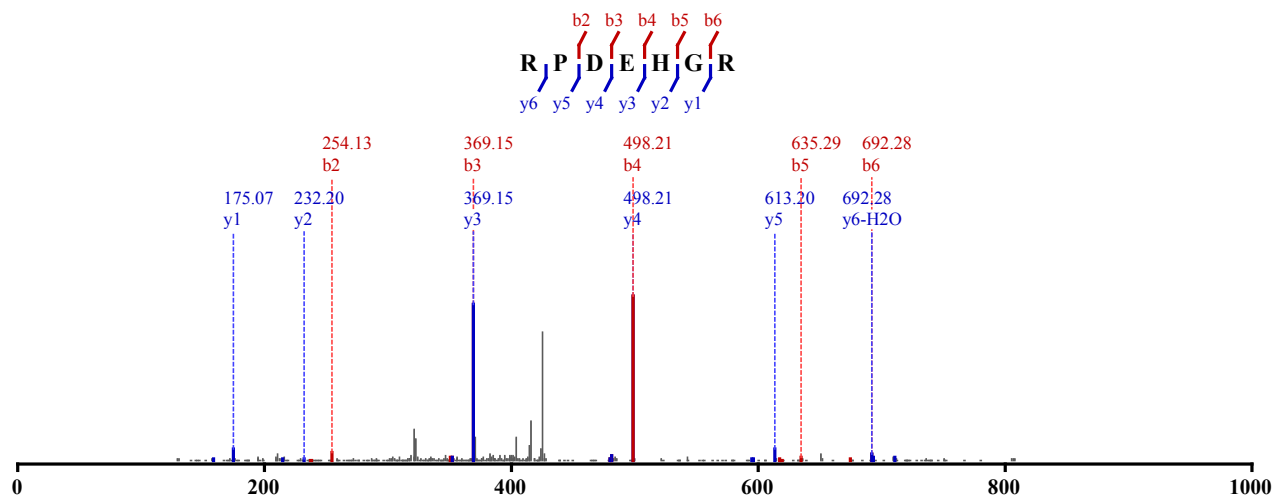 b2 b3 b4 b5 b6
R P D E H G R
y6 y5 y4 y3 y2 y1
254.13 369.15 498.21 635.29 692.28
b2 b3 b4 b5 b6
175.07 232.20 369.15 498.21 613.20 692.28
y1 y2 y3 y4 y5 y6-H2O
0 200 400 600 800 1000